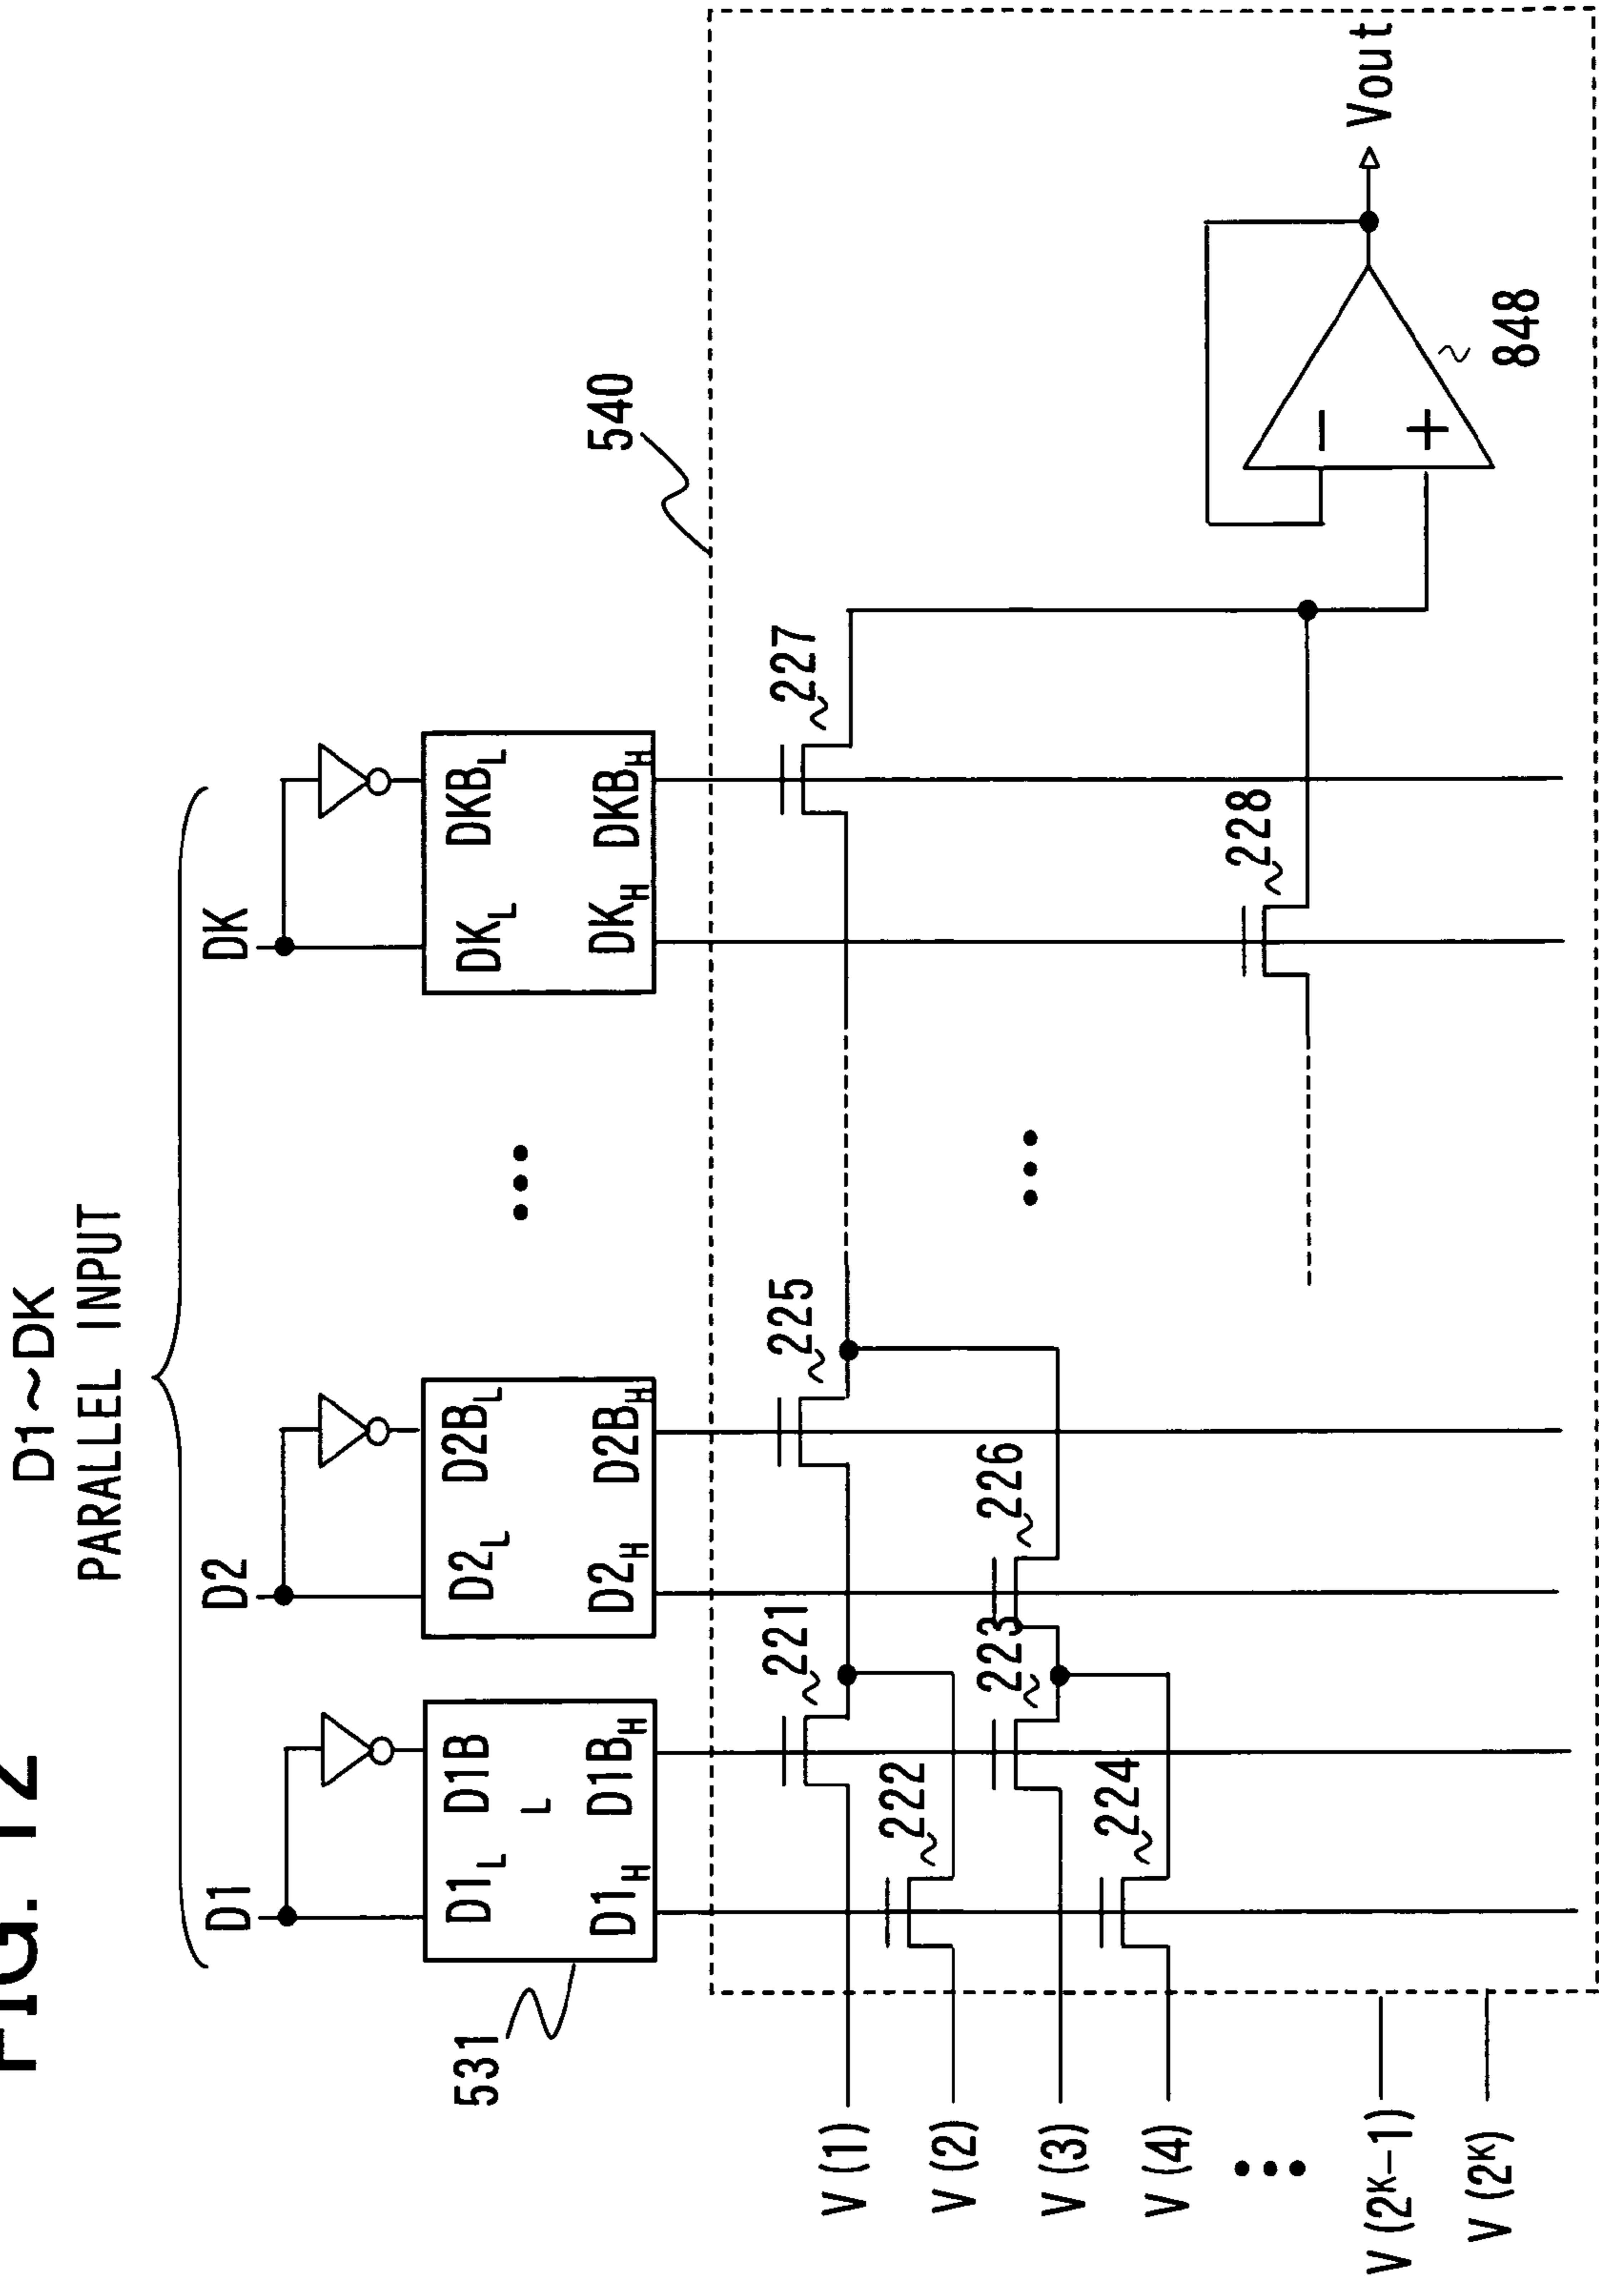 FIG. 12
D1~DK
PARALLEL INPUT
D1
D2
DK
531
D1L D1BL
D1H D1BH
D2L D2BL
D2H D2BH
DKL DKBL
DKH DKBH
540
V(1)
V(2)
V(3)
V(4)
V(2K-1)
V(2K)
221
222
223
224
225
226
227
228
848
−
+
Vout